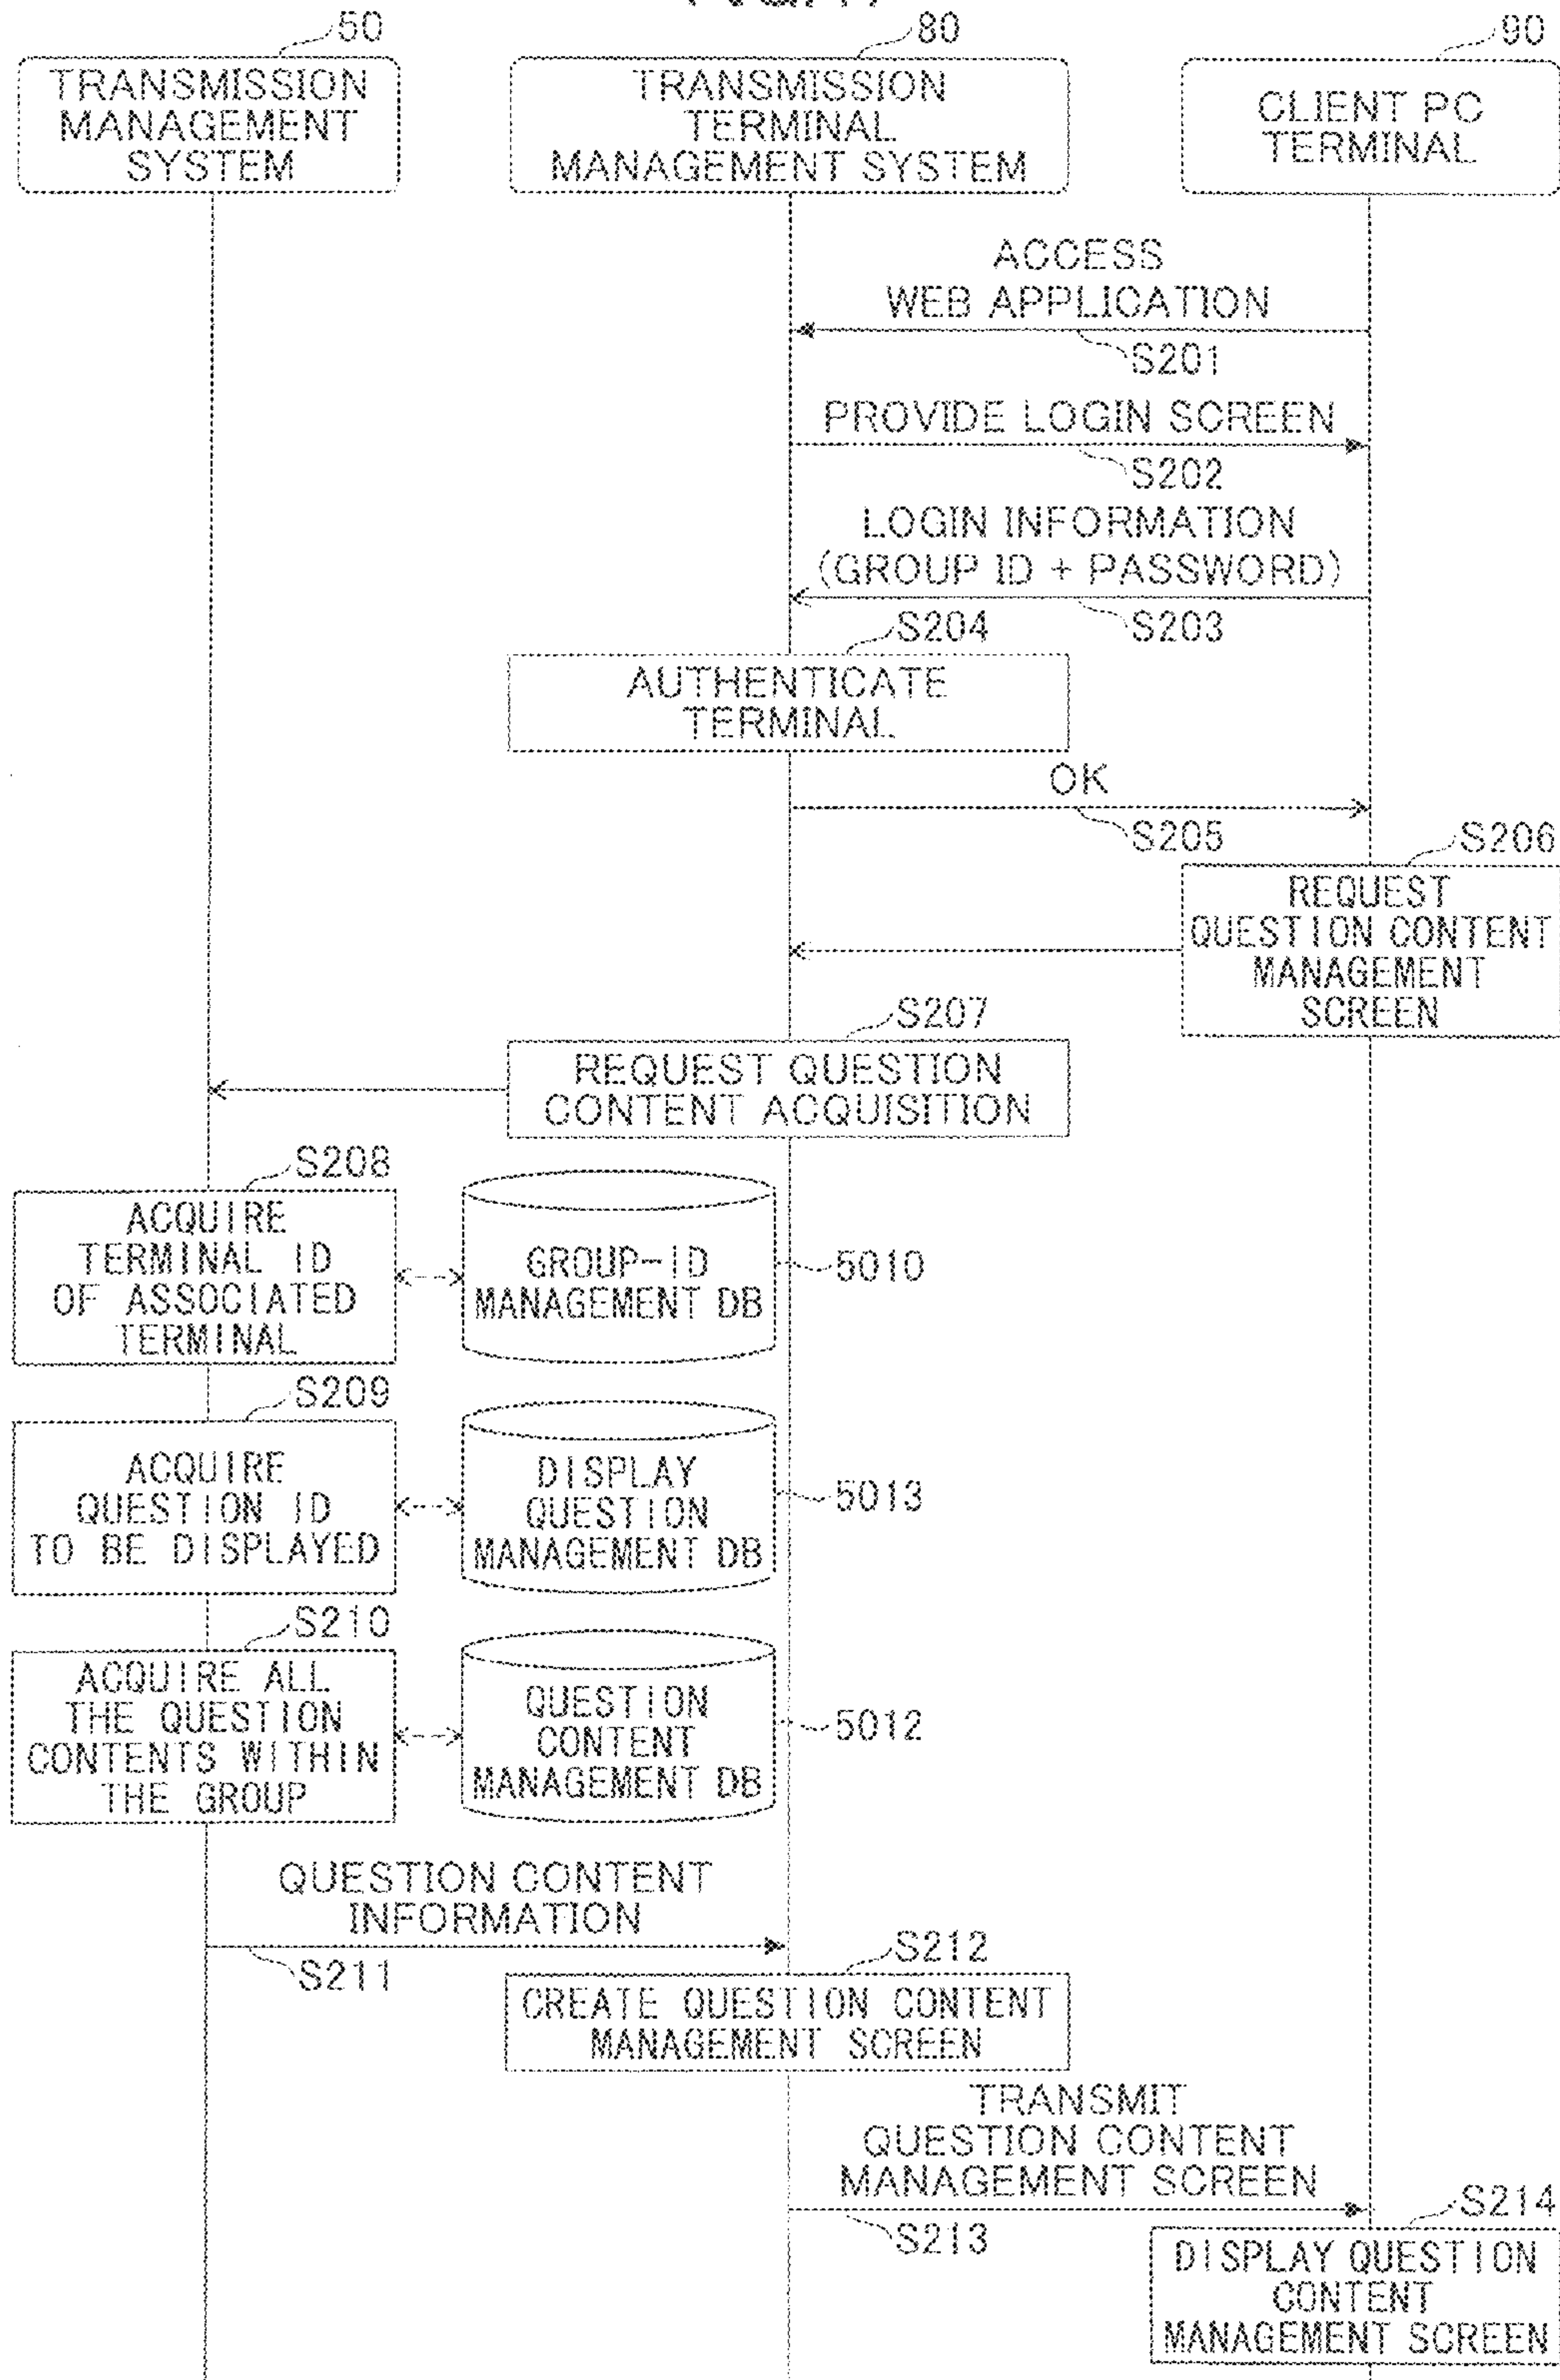 50
80
90
TRANSMISSION
MANAGEMENT
SYSTEM
TRANSMISSION
TERMINAL
MANAGEMENT SYSTEM
CLIENT PC
TERMINAL
ACCESS
WEB APPLICATION
S201
PROVIDE LOGIN SCREEN
S202
LOGIN INFORMATION
(GROUP ID + PASSWORD)
S203
S204
AUTHENTICATE
TERMINAL
OK
S205
S206
REQUEST
QUESTION CONTENT
MANAGEMENT
SCREEN
S207
REQUEST QUESTION
CONTENT ACQUISITION
S208
ACQUIRE
TERMINAL ID
OF ASSOCIATED
TERMINAL
GROUP-ID
MANAGEMENT DB
5010
S209
ACQUIRE
QUESTION ID
TO BE DISPLAYED
DISPLAY
QUESTION
MANAGEMENT DB
5013
S210
ACQUIRE ALL
THE QUESTION
CONTENTS WITHIN
THE GROUP
QUESTION
CONTENT
MANAGEMENT DB
5012
QUESTION CONTENT
INFORMATION
S211
S212
CREATE QUESTION CONTENT
MANAGEMENT SCREEN
TRANSMIT
QUESTION CONTENT
MANAGEMENT SCREEN
S213
S214
DISPLAY QUESTION
CONTENT
MANAGEMENT SCREEN